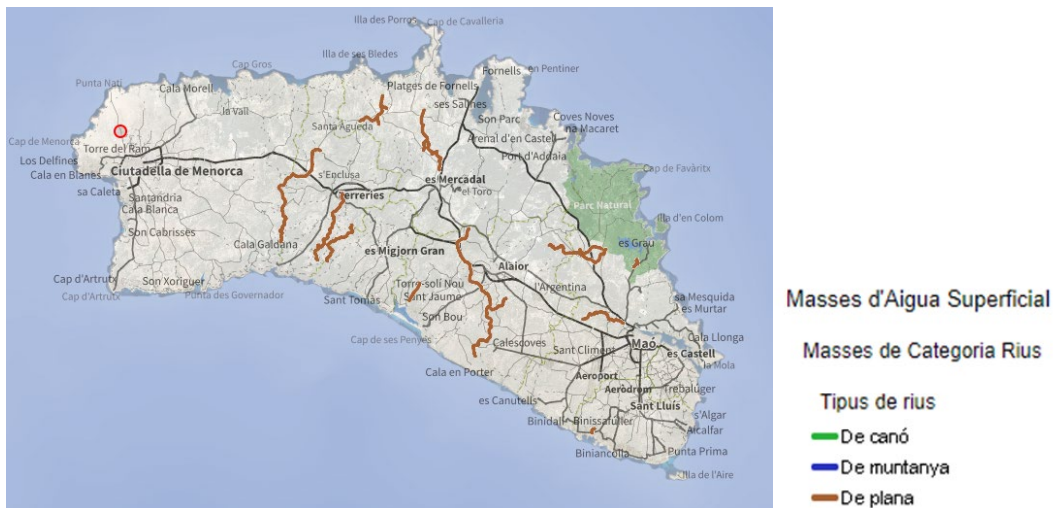 Illa des Porros
Cap de Cavalleria
Illa de ses Bledes
Cap Gros
Fornells
en Pentiner
Punta Nati
Cala Morell
Platges de Fornells
la Vall
ses Salines
Son Parc
Coves Noves
na Macaret
Santa Àgueda
Cap de Menorca
Torre del Ram
Arenal d'en Castell
Port d'Addaia
Los Delfines
Ciutadella de Menorca
Cala en Blanes
s'Enclusa
es Mercadal
Cap de Favàritx
sa Caleta
el Toro
Santandria
Ferreries
Parc Natural
Cala Blanca
Illa d'en Colom
Son Cabrisses
Cala Galdana
es Migjorn Gran
es Grau
Alaior
Cap d'Artrutx
Son Xoriguer
Torre-solí Nou
l'Argentina
Cap d'Artrutx
Punta des Governador
Sant Tomàs
Sant Jaume
sa Mesquida
Son Bou
es Murtar
Cap de ses Penyes
Calescoves
Sant Climent
Maó
Cala Llonga
es Castell
la Mola
Cala en Porter
Aeroport
Aeròdrom
Trebalúger
es Canutells
Sant Lluís
s'Algar
Binidalí
Binissafúller
Alcalfar
Biniancolla
Punta Prima
Illa de l'Aire
Masses d'Aigua Superficial
Masses de Categoria Rius
Tipus de rius
De canó
De muntanya
De plana